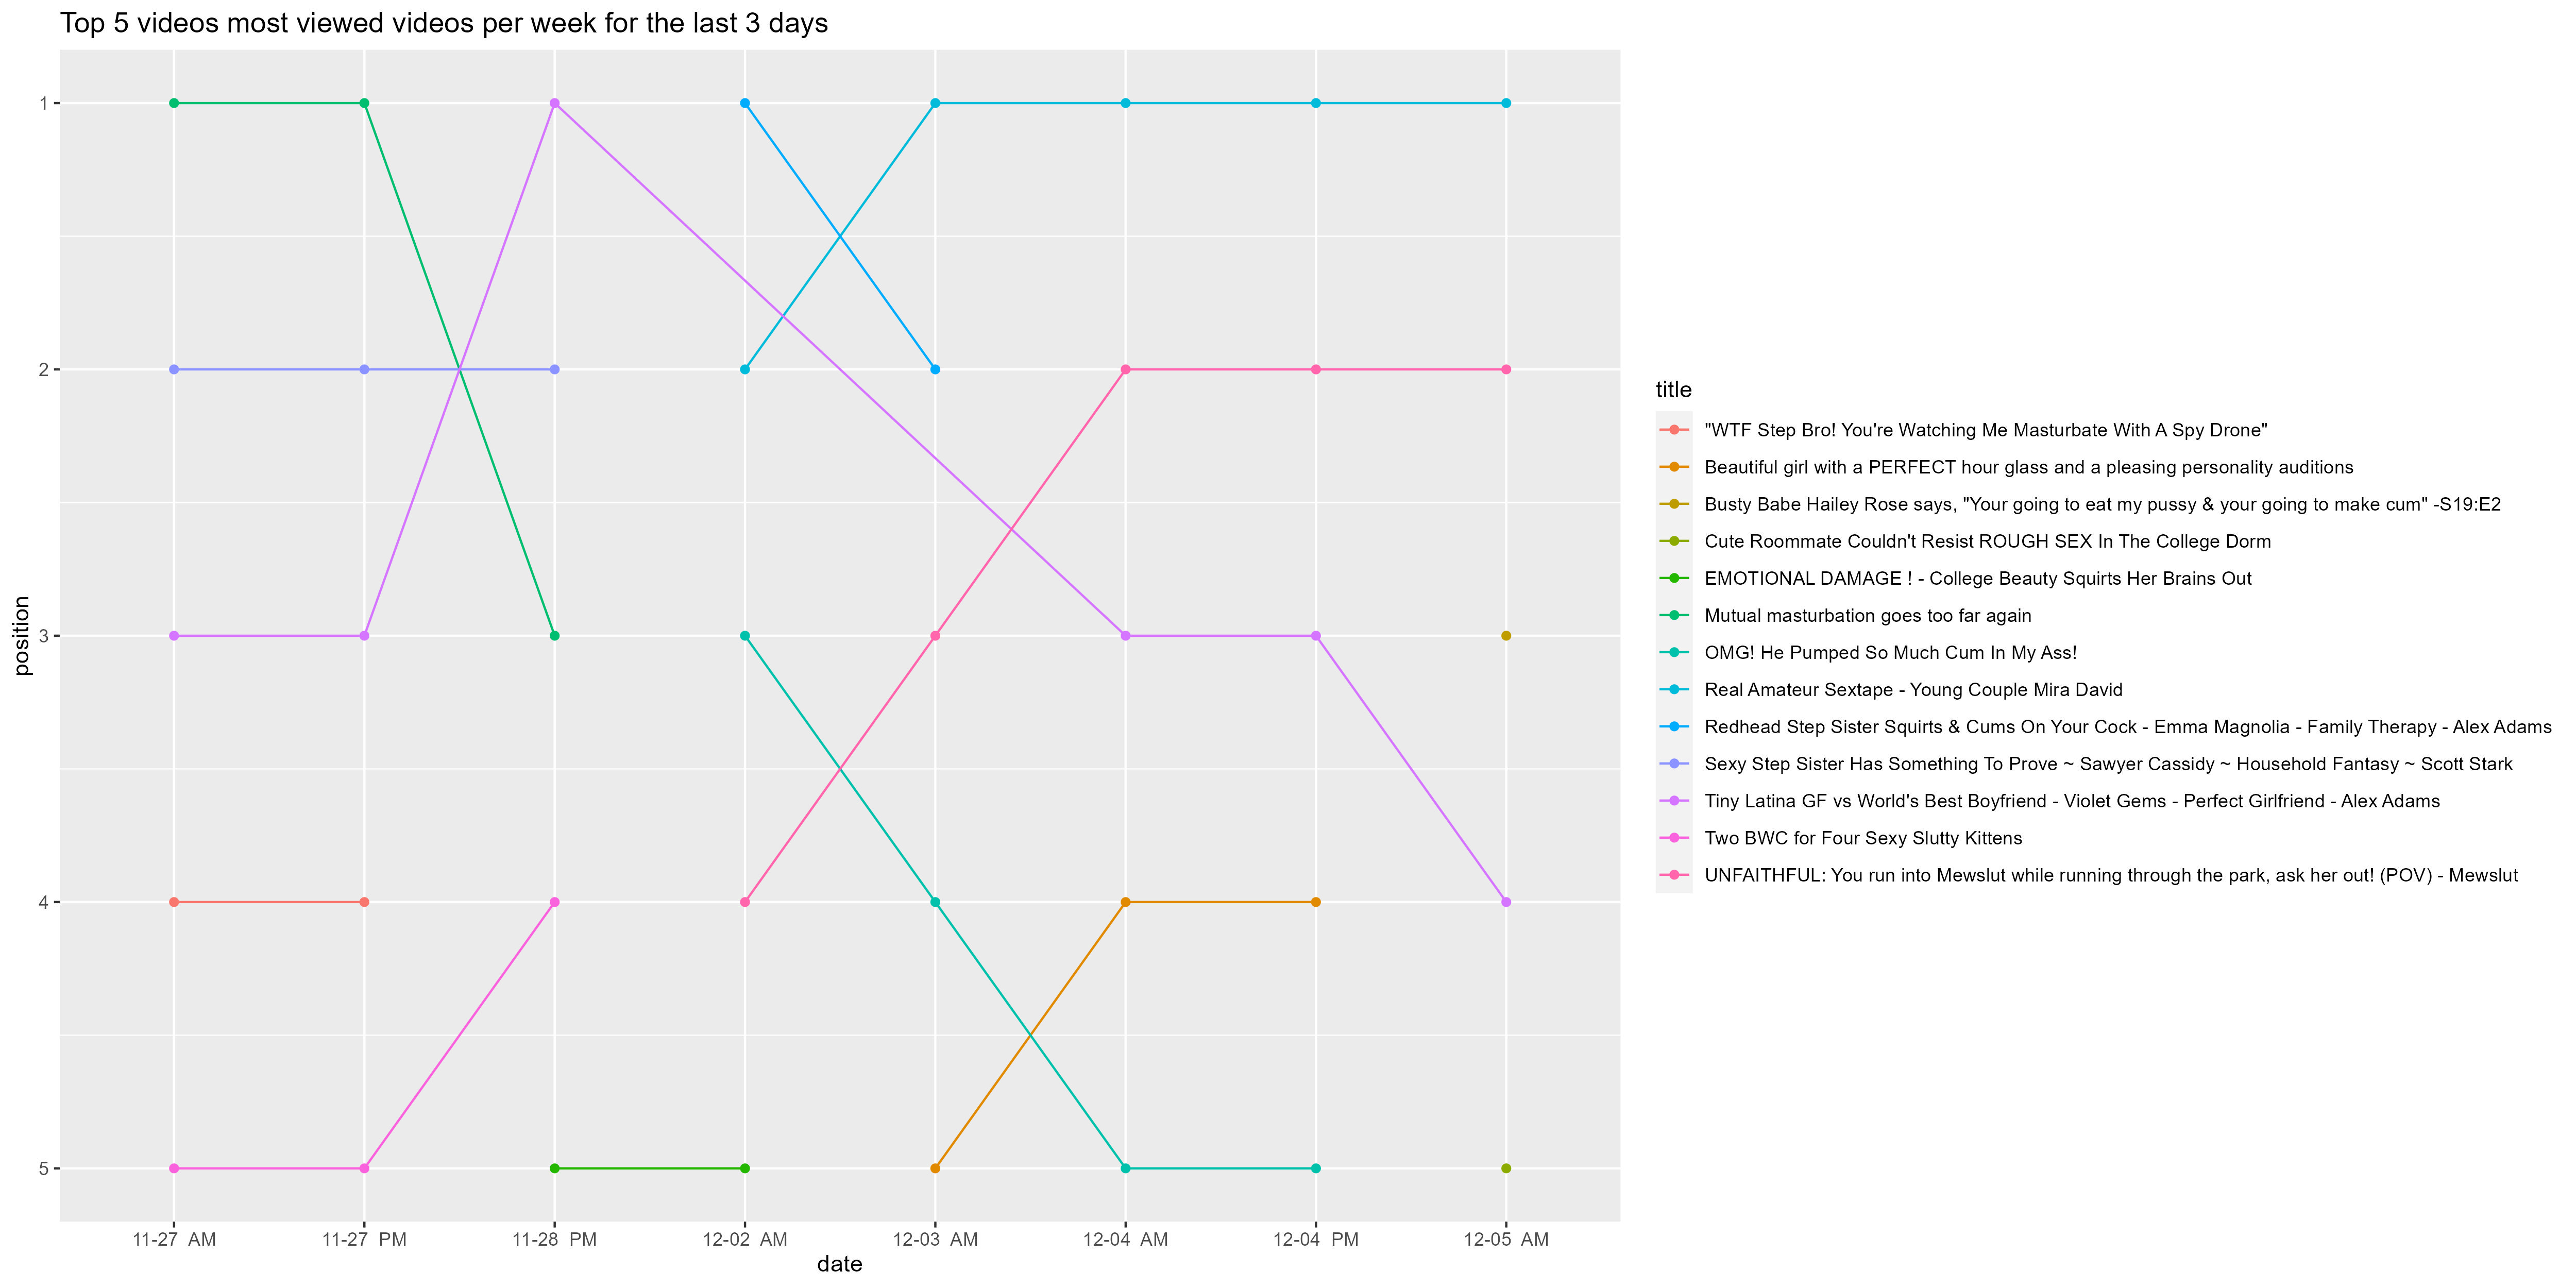 Top 5 videos most viewed videos per week for the last 3 days
position
1
2
3
4
5
11-27  AM
11-27  PM
11-28  PM
12-02  AM
12-03  AM
12-04  AM
12-04  PM
12-05  AM
date
title
"WTF Step Bro! You're Watching Me Masturbate With A Spy Drone"
Beautiful girl with a PERFECT hour glass and a pleasing personality auditions
Busty Babe Hailey Rose says, "Your going to eat my pussy & your going to make cum" -S19:E2
Cute Roommate Couldn't Resist ROUGH SEX In The College Dorm
EMOTIONAL DAMAGE ! - College Beauty Squirts Her Brains Out
Mutual masturbation goes too far again
OMG! He Pumped So Much Cum In My Ass!
Real Amateur Sextape - Young Couple Mira David
Redhead Step Sister Squirts & Cums On Your Cock - Emma Magnolia - Family Therapy - Alex Adams
Sexy Step Sister Has Something To Prove ~ Sawyer Cassidy ~ Household Fantasy ~ Scott Stark
Tiny Latina GF vs World's Best Boyfriend - Violet Gems - Perfect Girlfriend - Alex Adams
Two BWC for Four Sexy Slutty Kittens
UNFAITHFUL: You run into Mewslut while running through the park, ask her out! (POV) - Mewslut